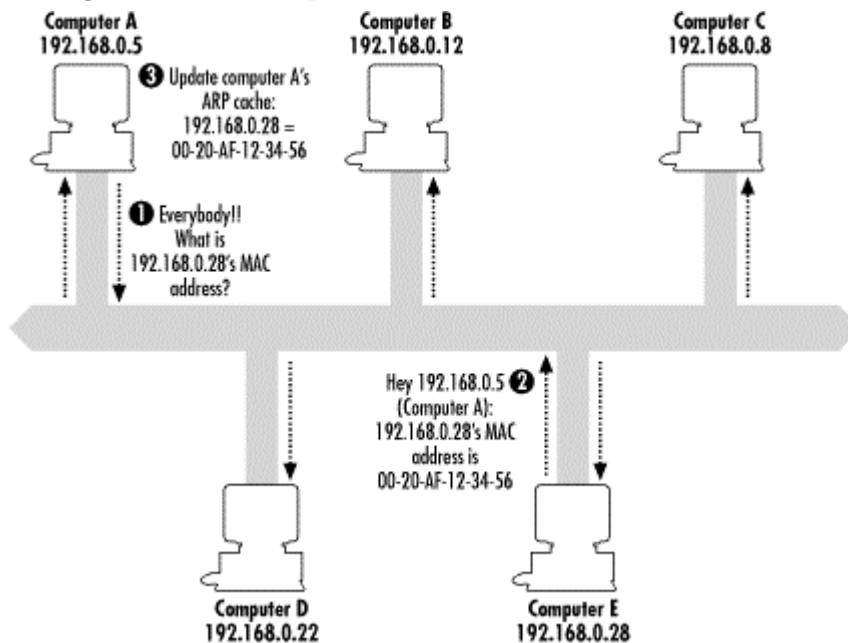 Computer A
192.168.0.5
Computer B
192.168.0.12
Computer C
192.168.0.8
❸ Update computer A's
ARP cache:
192.168.0.28 =
00-20-AF-12-34-56
❶ Everybody!!
What is
192.168.0.28's MAC
address?
Hey 192.168.0.5 ❷
(Computer A):
192.168.0.28's MAC
address is
00-20-AF-12-34-56
Computer D
192.168.0.22
Computer E
192.168.0.28